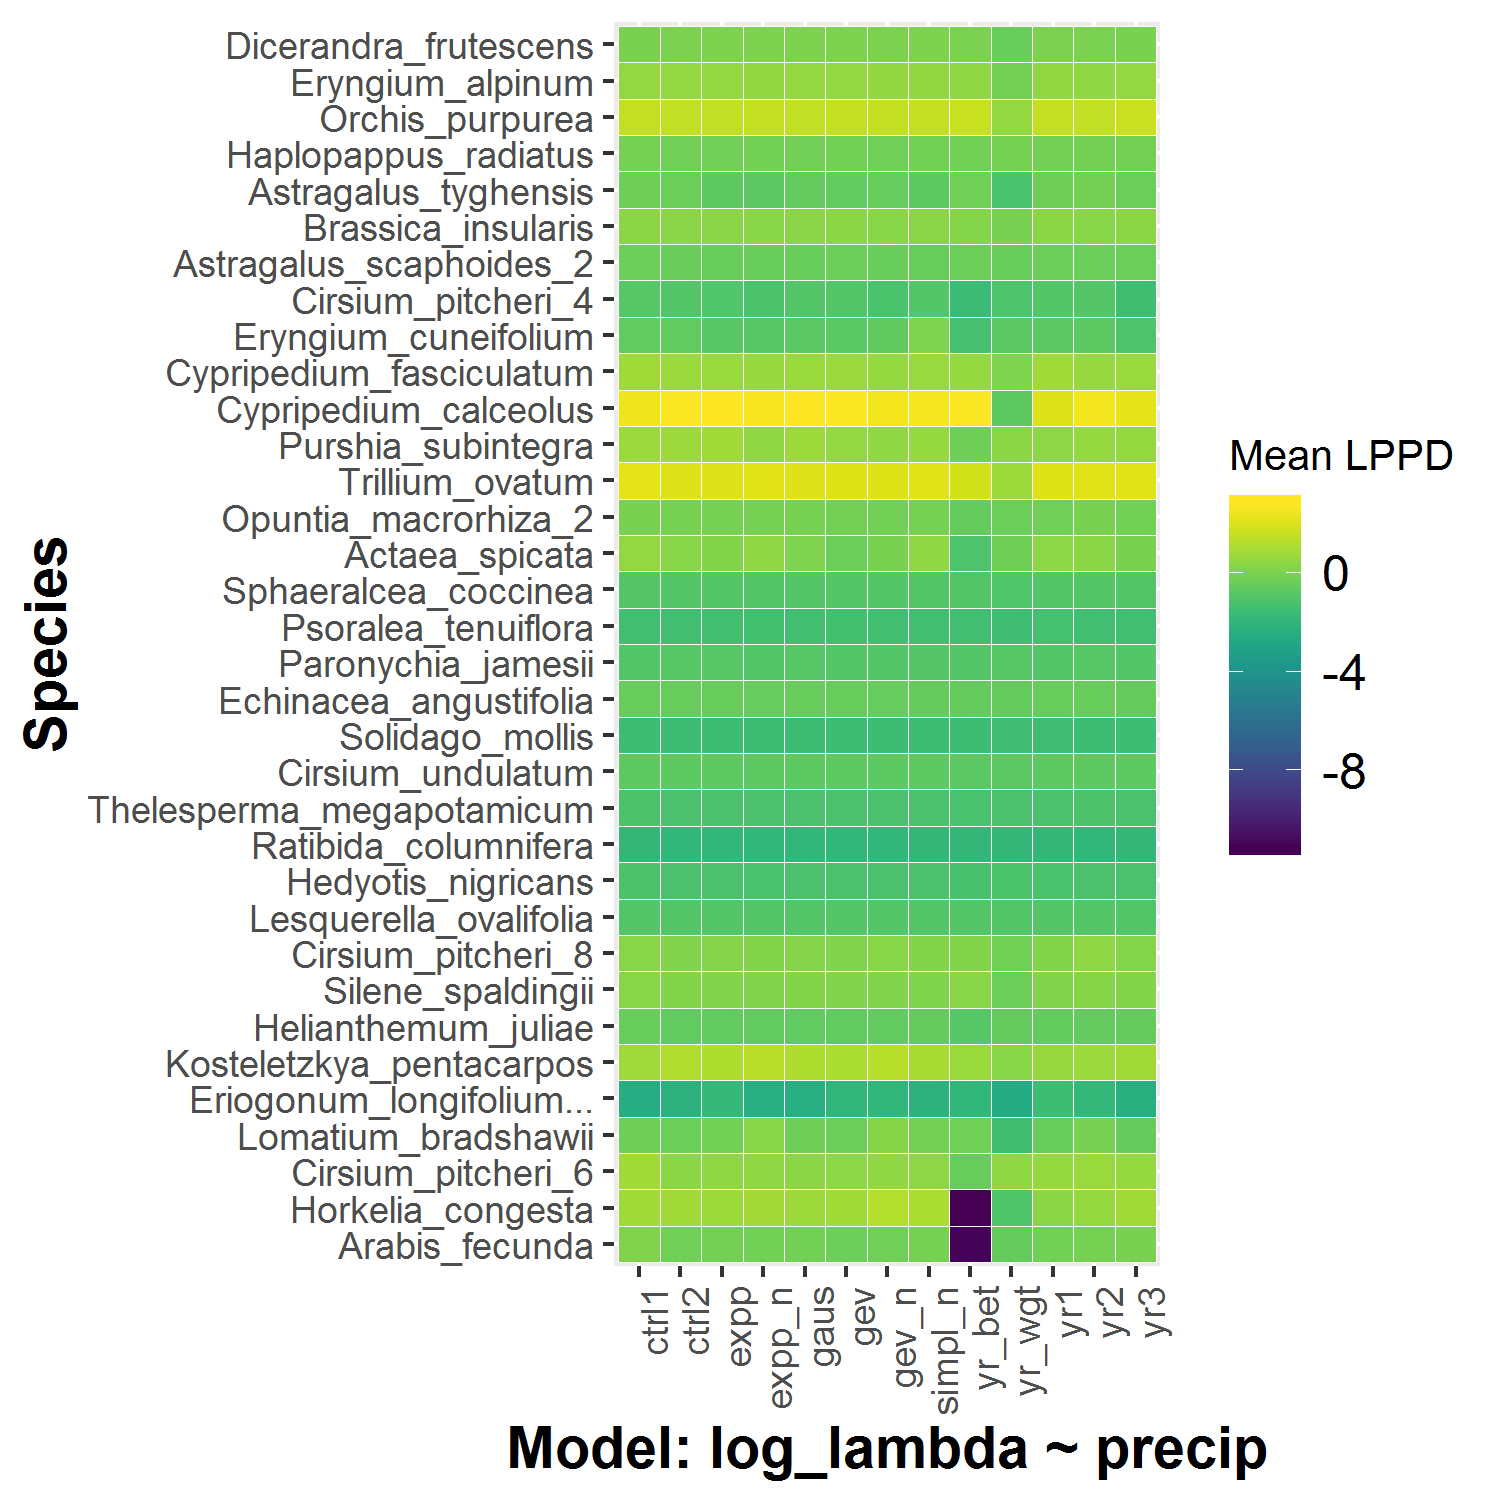 Dicerandra_frutescens
Eryngium_alpinum
Orchis_purpurea
Haplopappus_radiatus
Astragalus_tyghensis
Brassica_insularis
Astragalus_scaphoides_2
Cirsium_pitcheri_4
Eryngium_cuneifolium
Cypripedium_fasciculatum
Cypripedium_calceolus
Purshia_subintegra
Trillium_ovatum
Opuntia_macrorhiza_2
Actaea_spicata
Sphaeralcea_coccinea
Psoralea_tenuiflora
Paronychia_jamesii
Echinacea_angustifolia
Solidago_mollis
Cirsium_undulatum
Thelesperma_megapotamicum
Ratibida_columnifera
Hedyotis_nigricans
Lesquerella_ovalifolia
Cirsium_pitcheri_8
Silene_spaldingii
Helianthemum_juliae
Kosteletzkya_pentacarpos
Eriogonum_longifolium...
Lomatium_bradshawii
Cirsium_pitcheri_6
Horkelia_congesta
Arabis_fecunda
Species
ctrl1
ctrl2
expp
expp_n
gaus
gev
gev_n
simpl_n
yr_bet
yr_wgt
yr1
yr2
yr3
Model: log_lambda ~ precip
Mean LPPD
0
-4
-8